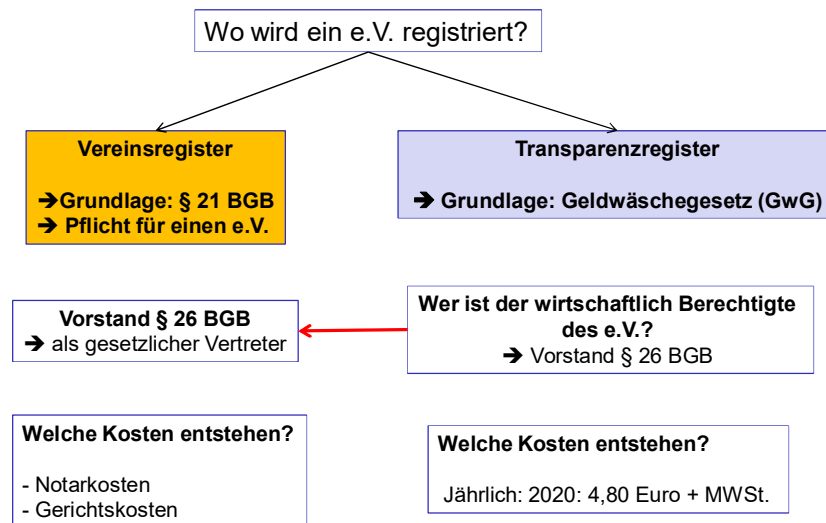 Wo wird ein e.V. registriert?
Vereinsregister
➔Grundlage: § 21 BGB
➔ Pflicht für einen e.V.
Transparenzregister
➔ Grundlage: Geldwäschegesetz (GwG)
Vorstand § 26 BGB
➔ als gesetzlicher Vertreter
Wer ist der wirtschaftlich Berechtigte
des e.V.?
➔ Vorstand § 26 BGB
Welche Kosten entstehen?
- Notarkosten
- Gerichtskosten
Welche Kosten entstehen?
Jährlich: 2020: 4,80 Euro + MWSt.